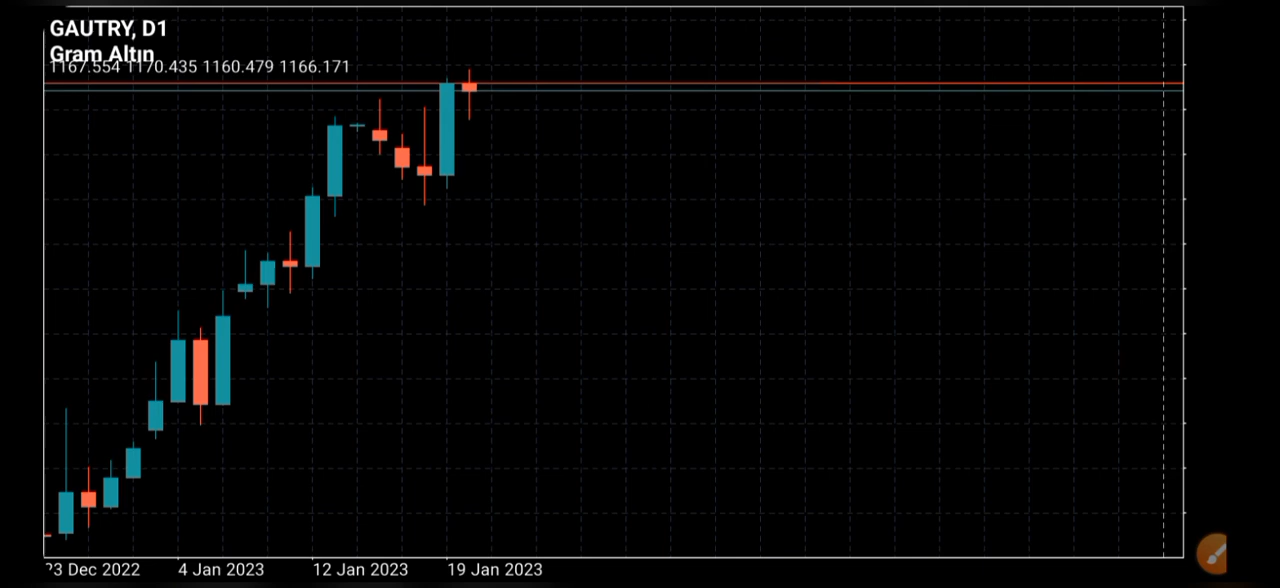 GAUTRY, D1
Gram Altın
1167.554 1170.435 1160.479 1166.171
23 Dec 2022 4 Jan 2023 12 Jan 2023 19 Jan 2023